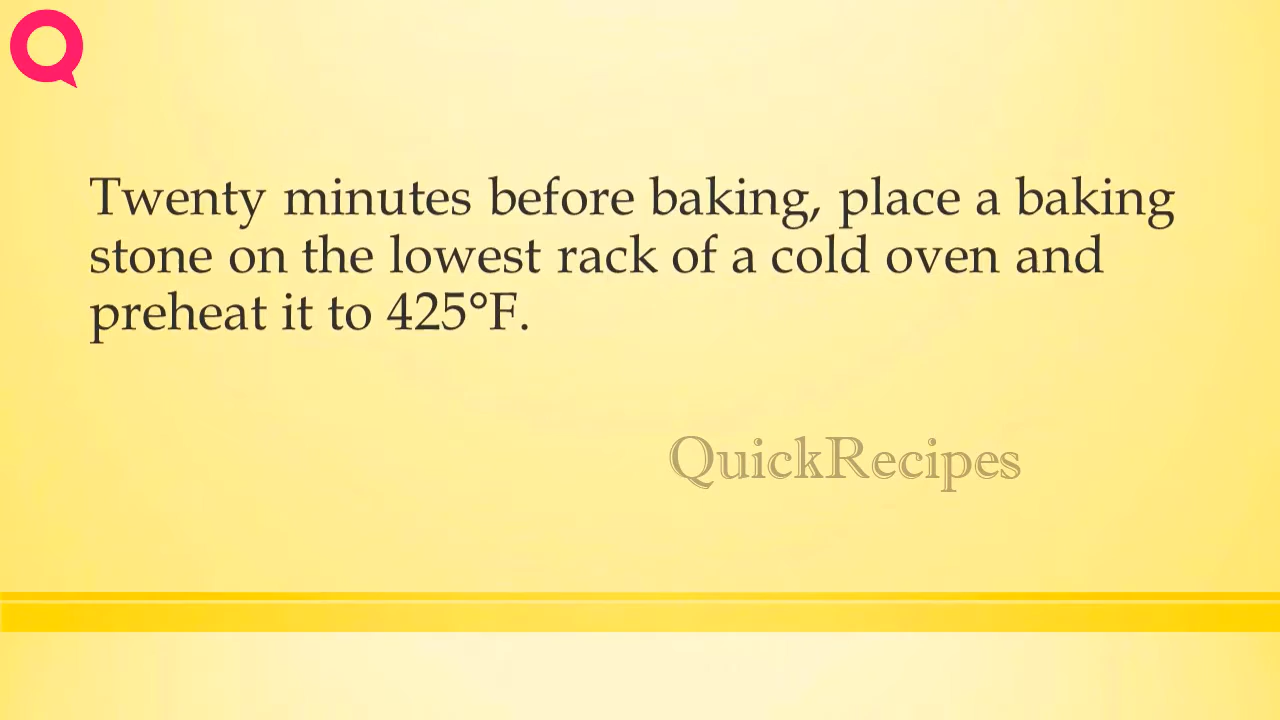 Twenty minutes before baking, place a baking
stone on the lowest rack of a cold oven and
preheat it to 425°F.
QuickRecipes